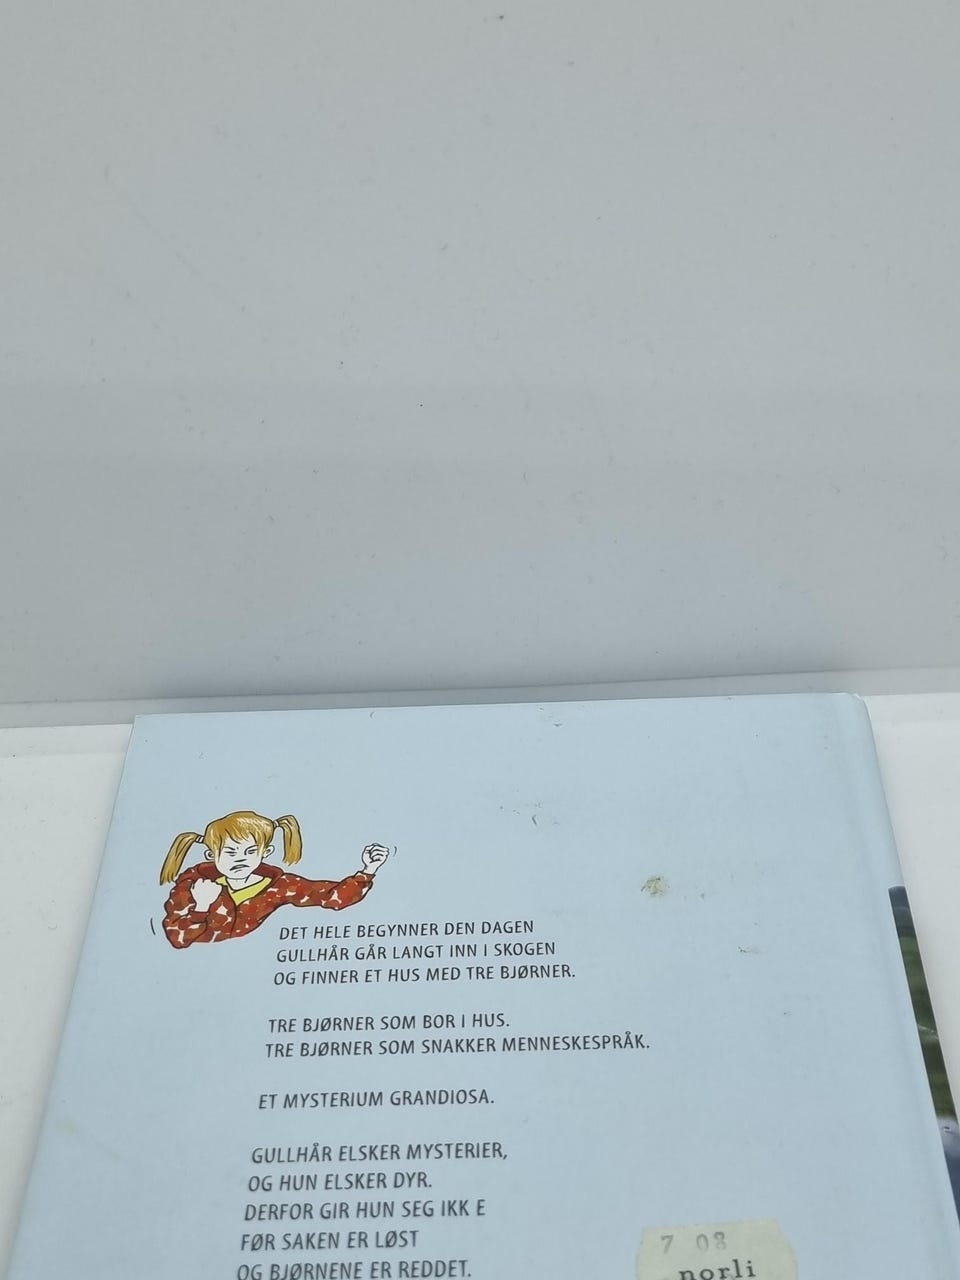 DET HELE BEGYNNER DEN DAGEN
GULLHÅR GÅR LANGT INN I SKOGEN
OG FINNER ET HUS MED TRE BJØRNER.
TRE BJØRNER SOM BOR I HUS.
TRE BJØRNER SOM SNAKKER MENNESKESPRÅK.
ET MYSTERIUM GRANDIOSA.
GULLHÅR ELSKER MYSTERIER,
OG HUN ELSKER DYR.
DERFOR GIR HUN SEG IKK E
FØR SAKEN ER LØST
OG BJØRNENE ER REDDET.
7 08
norli